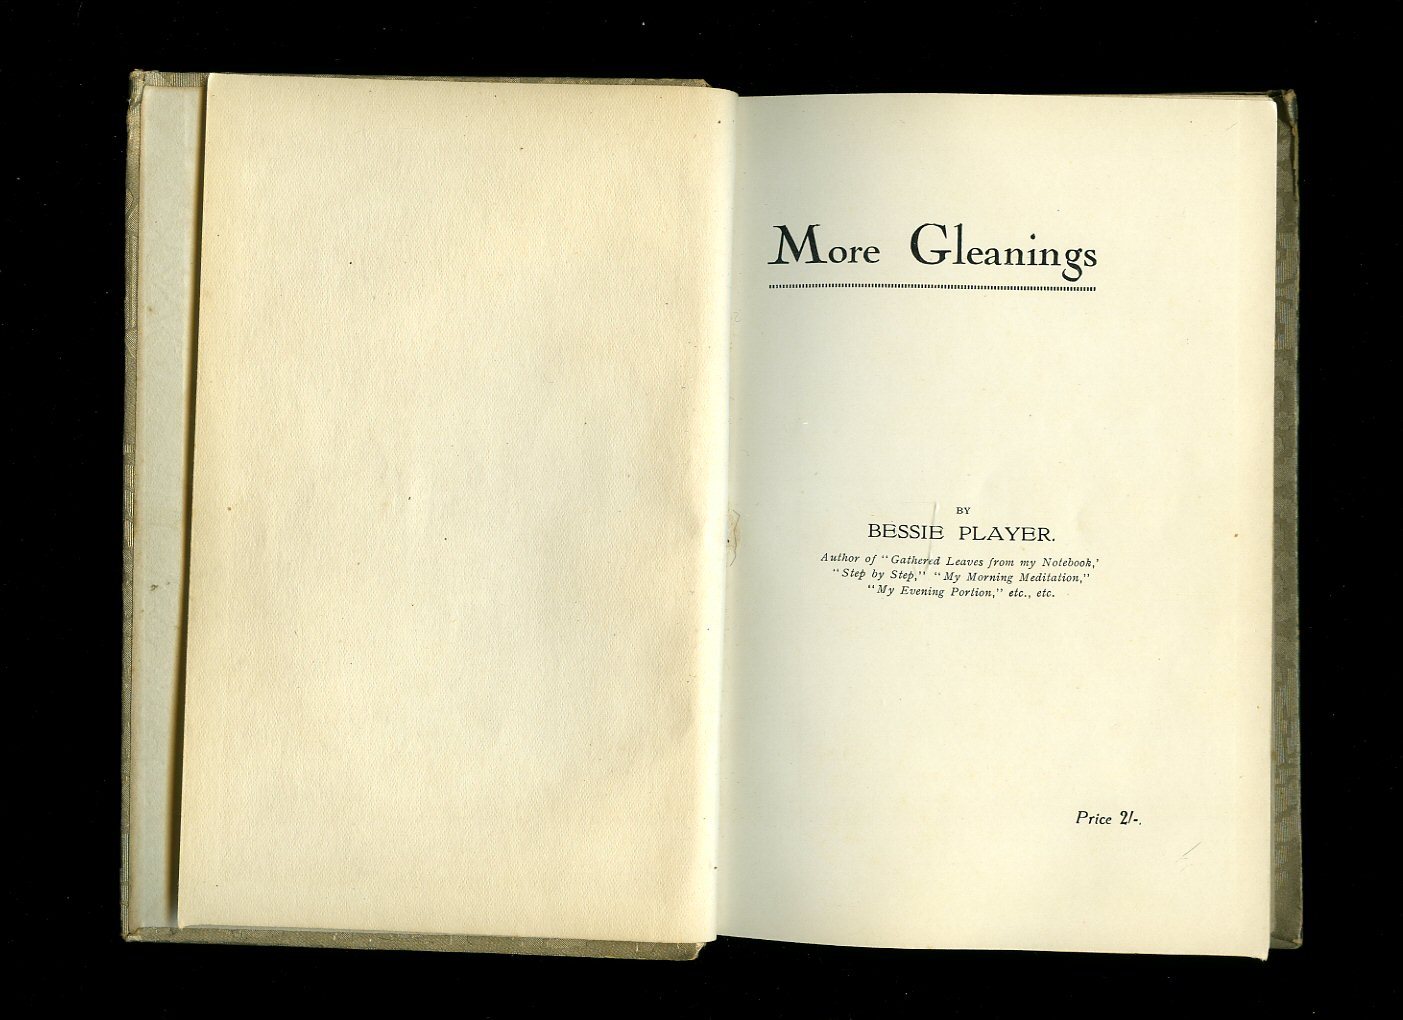 More Gleanings
BY
BESSIE PLAYER.
Author of "Gathered Leaves from my Notebook,'
"Step by Step," "My Morning Meditation,"
"My Evening Portion," etc., etc.
Price 2/-.